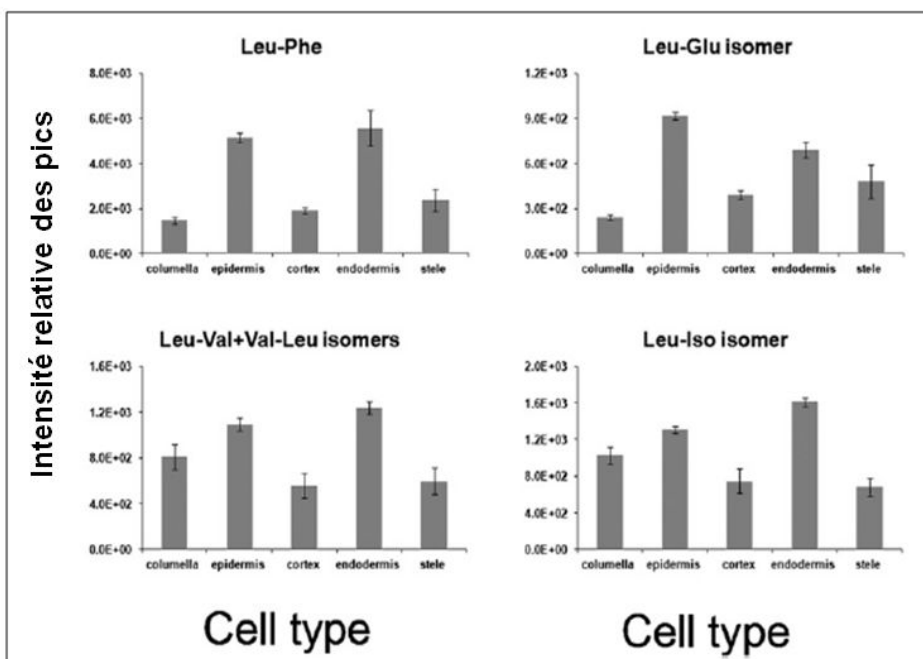 Intensité relative des pics
Leu-Phe
8.0E+03
6.0E+03
4.0E+03
2.0E+03
0.0E+00
columella epidermis cortex endodermis stele
Leu-Glu isomer
1.2E+03
9.0E+02
6.0E+02
3.0E+02
0.0E+00
columella epidermis cortex endodermis stele
Leu-Val+Val-Leu isomers
1.6E+03
1.2E+03
8.0E+02
4.0E+02
0.0E+00
columella epidermis cortex endodermis stele
Cell type
Leu-Iso isomer
2.0E+03
1.6E+03
1.2E+03
8.0E+02
4.0E+02
0.0E+00
columella epidermis cortex endodermis stele
Cell type